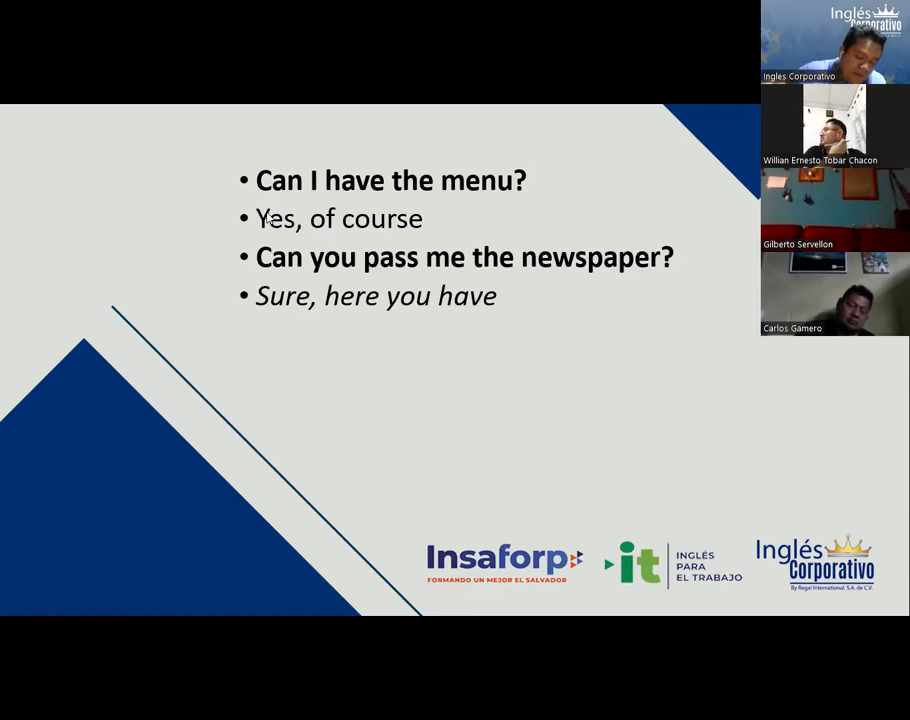 Inglés
Corporativo
Ingles Corporativo
Willian Ernesto Tobar Chacon
Gilberto Servellon
Carlos Gamero
• Can I have the menu?
• Yes, of course
• Can you pass me the newspaper?
• Sure, here you have
Insaforp
FORMANDO UN MEJOR EL SALVADOR
it
INGLÉS
PARA
EL TRABAJO
Inglés
Corporativo
By Regal International, S.A. de C.V.